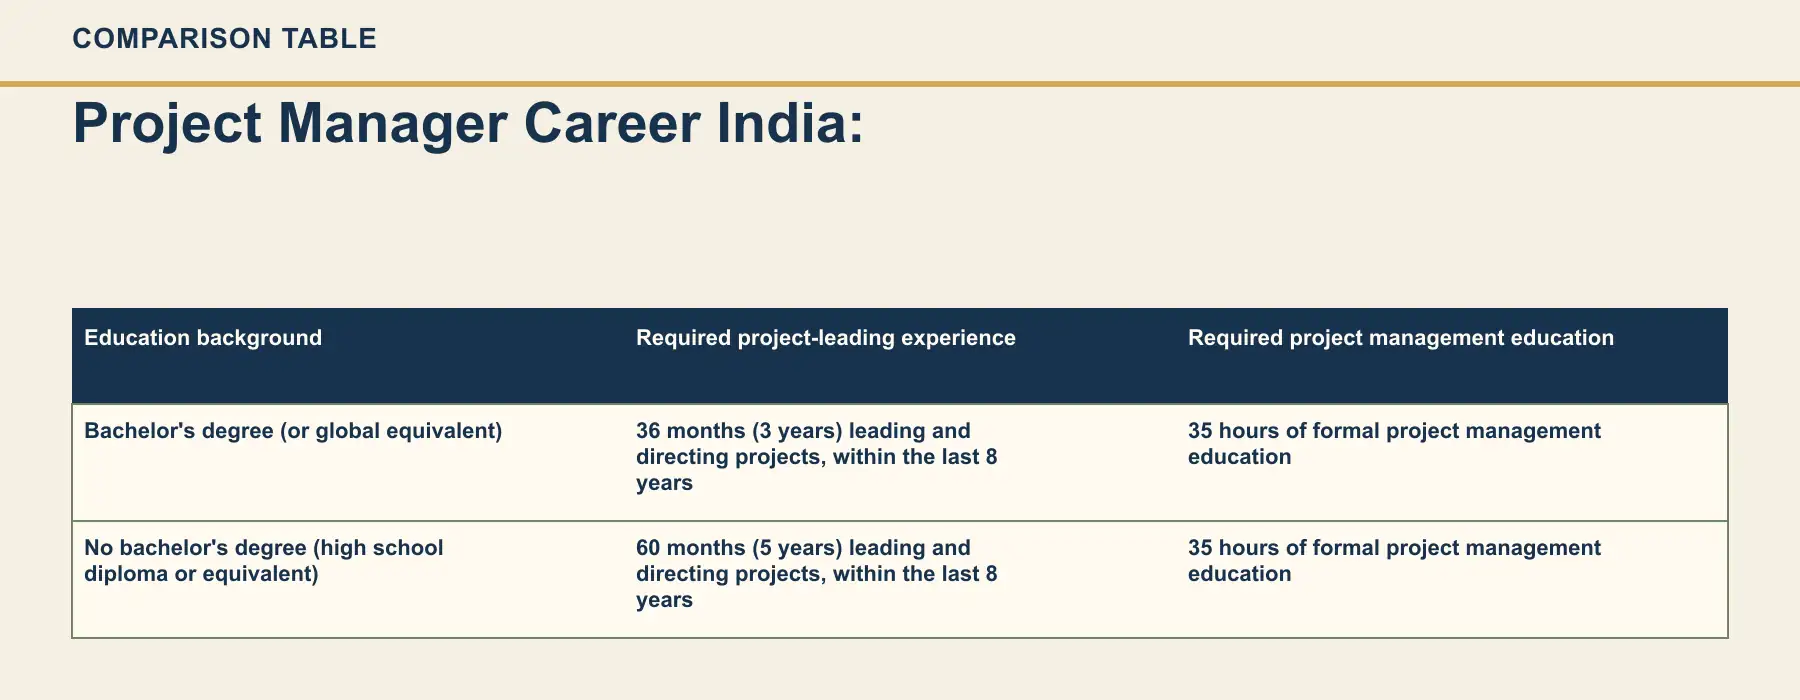 COMPARISON TABLE
Project Manager Career India:
Education background
Required project-leading experience
Required project management education
Bachelor's degree (or global equivalent)
36 months (3 years) leading and
directing projects, within the last 8
years
35 hours of formal project management
education
No bachelor's degree (high school
diploma or equivalent)
60 months (5 years) leading and
directing projects, within the last 8
years
35 hours of formal project management
education